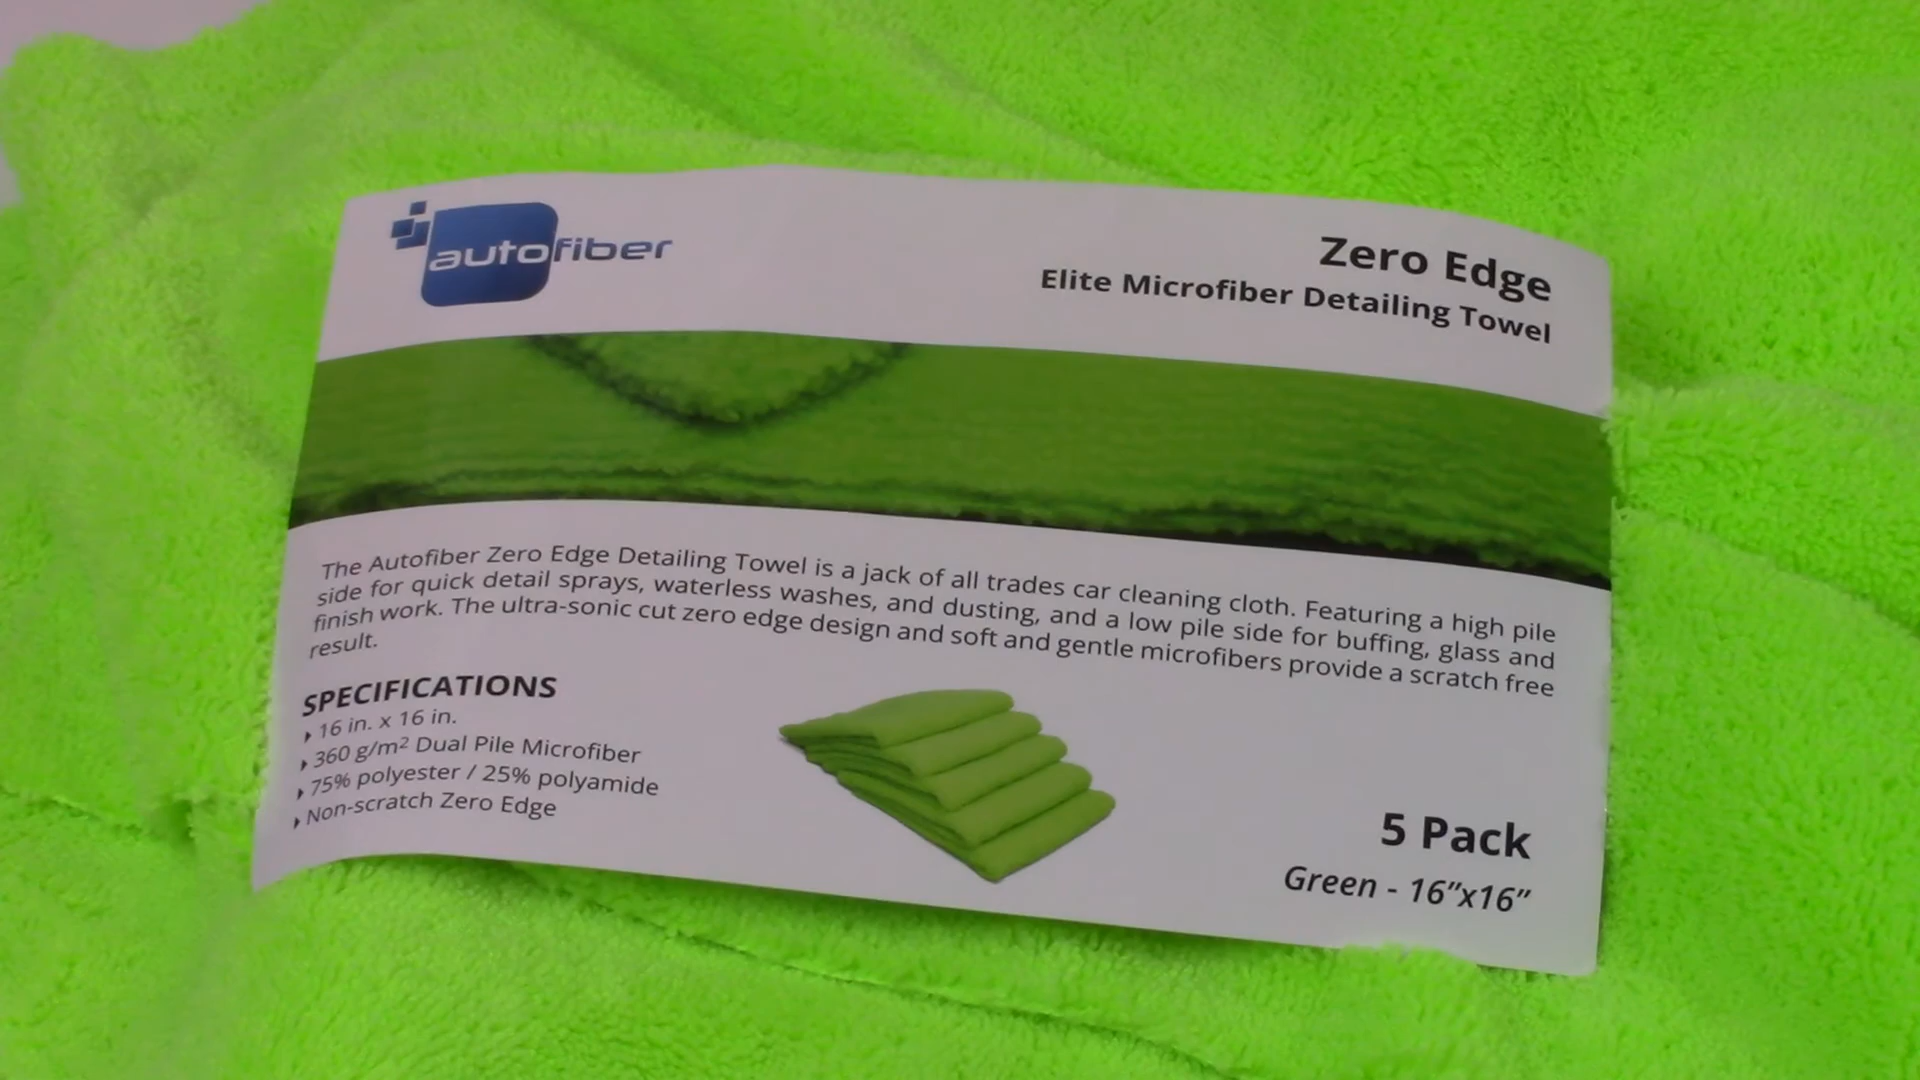 autofiber
Zero Edge
Elite Microfiber Detailing Towel
The Autofiber Zero Edge Detailing Towel is a jack of all trades car cleaning cloth. Featuring a high pile
side for quick detail sprays, waterless washes, and dusting, and a low pile side for buffing, glass and
finish work. The ultra-sonic cut zero edge design and soft and gentle microfibers provide a scratch free
result.
SPECIFICATIONS
16 in. x 16 in.
360 g/m² Dual Pile Microfiber
75% polyester / 25% polyamide
Non-scratch Zero Edge
5 Pack
Green - 16”x16”